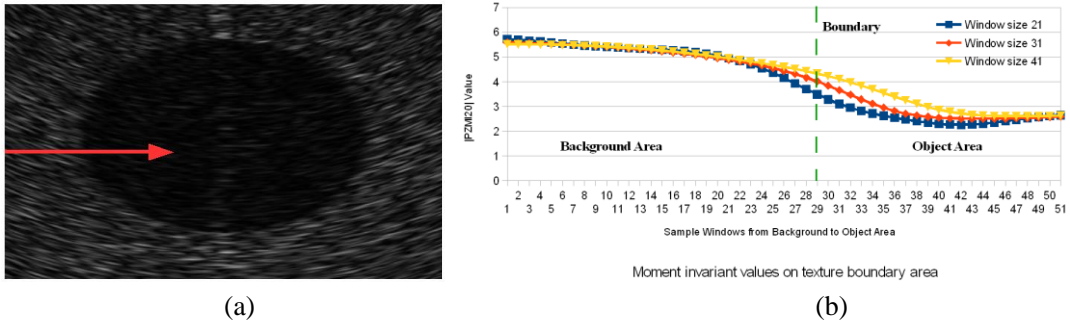 7
6
5
4
3
2
1
0
|PZMI20| Value
Boundary
Window size 21
Window size 31
Window size 41
Background Area
Object Area
2 4 6 8 10 12 14 16 18 20 22 24 26 28 30 32 34 36 38 40 42 44 46 48 50
1 3 5 7 9 11 13 15 17 19 21 23 25 27 29 31 33 35 37 39 41 43 45 47 49 51
Sample Windows from Background to Object Area
Moment invariant values on texture boundary area
(a)
(b)